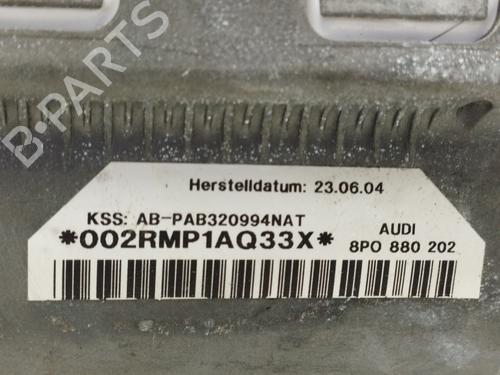 B-PARTS
Herstelldatum: 23.06.04
KSS: AB-PAB320994NAT
*002RMP1AQ33X*
AUDI
8P0 880 202